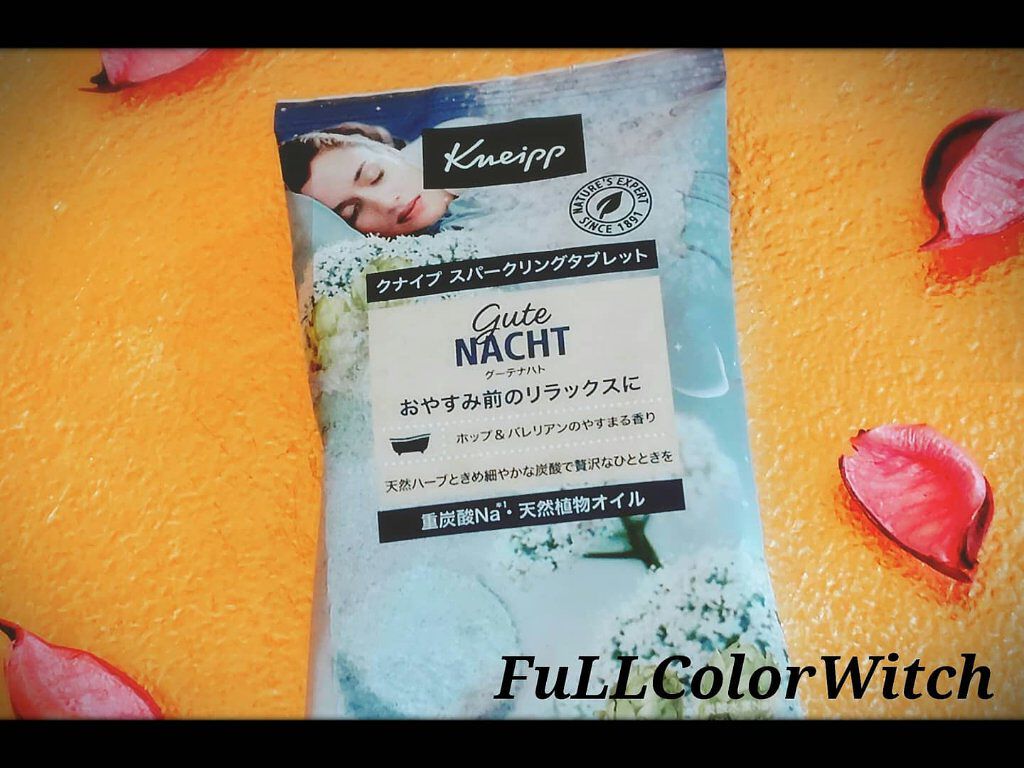 Kneipp
NATURE'S EXPERT
SINCE 1891
クナイプ スパークリングタブレット
Gute
NACHT
グーテナハト
おやすみ前のリラックスに
ホップ&バレリアンのやすまる香り
天然ハーブときめ細やかな炭酸で贅沢なひとときを
重炭酸Na*1・天然植物オイル
FuLLColorWitch